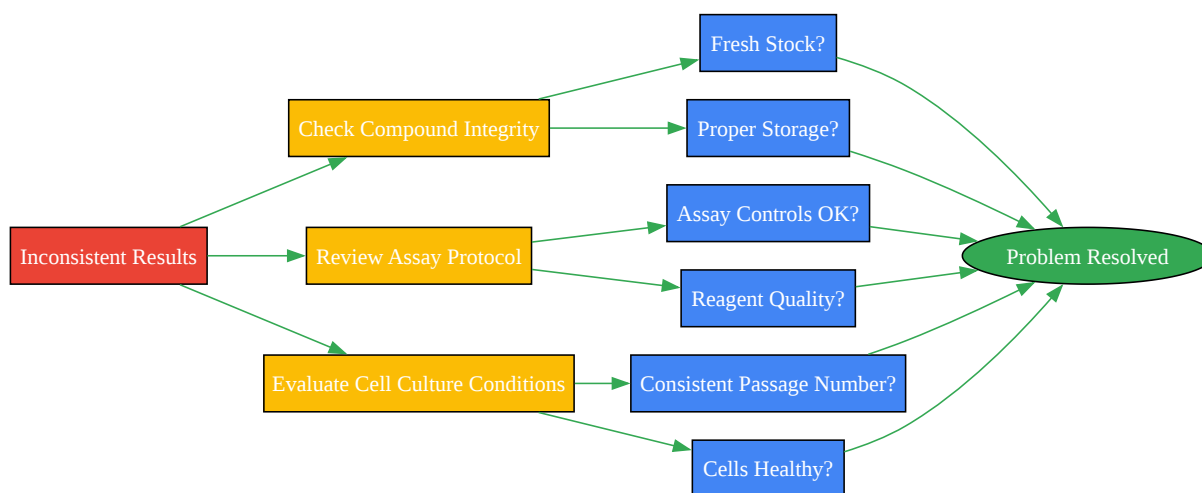 Fresh Stock?
Check Compound Integrity
Proper Storage?
Assay Controls OK?
Inconsistent Results
Review Assay Protocol
Problem Resolved
Reagent Quality?
Evaluate Cell Culture Conditions
Consistent Passage Number?
Cells Healthy?